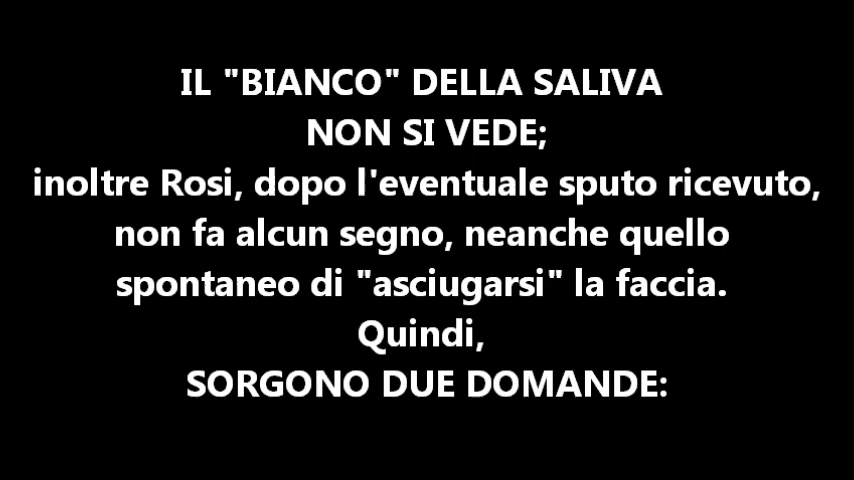 IL "BIANCO" DELLA SALIVA
NON SI VEDE;
inoltre Rosi, dopo l'eventuale sputo ricevuto,
non fa alcun segno, neanche quello
spontaneo di "asciugarsi" la faccia.
Quindi,
SORGONO DUE DOMANDE: